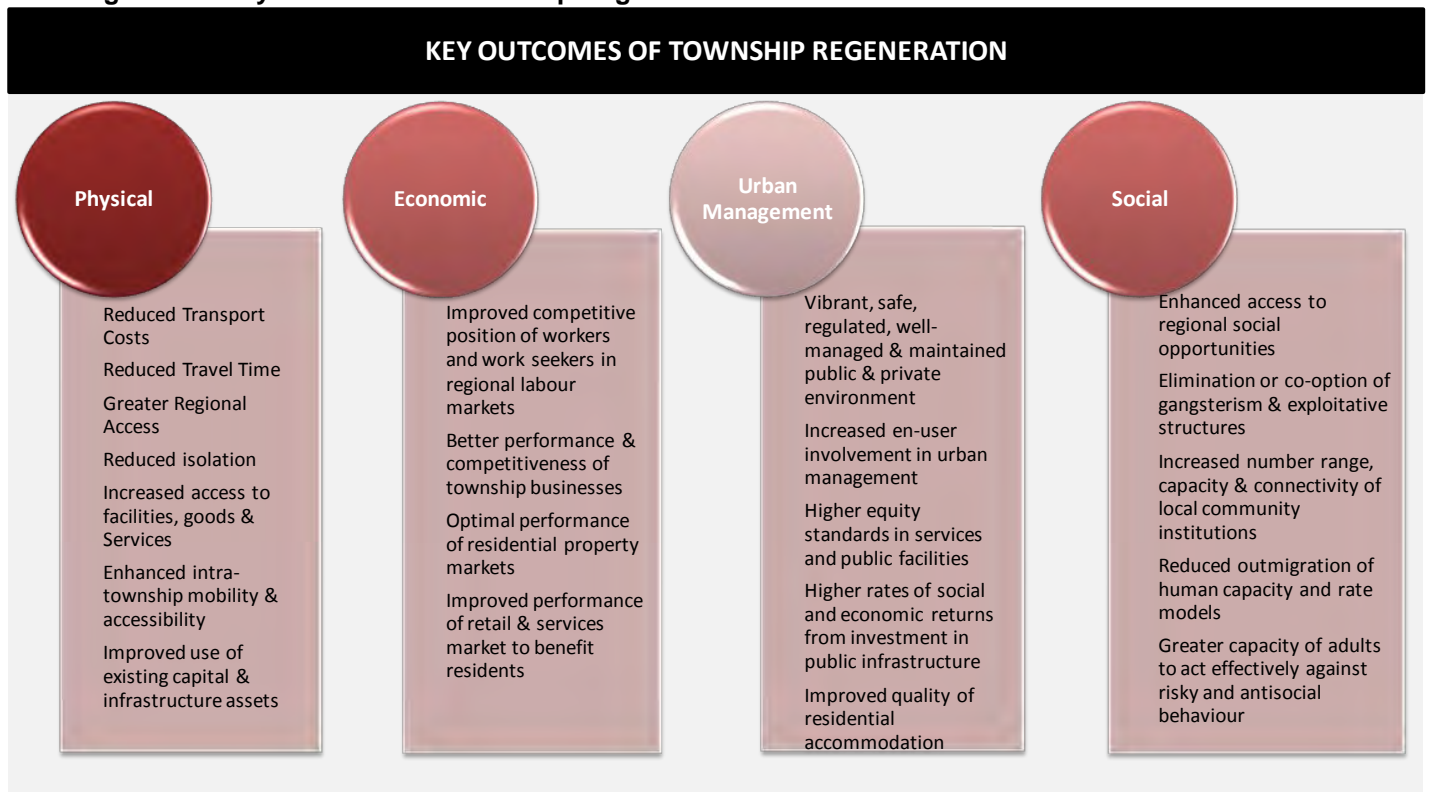 KEY OUTCOMES OF TOWNSHIP REGENERATION
Physical
Reduced Transport
Costs
Reduced Travel Time
Greater Regional
Access
Reduced isolation
Increased access to
facilities, goods &
Services
Enhanced intra-
township mobility &
accessibility
Improved use of
existing capital &
infrastructure assets
Economic
Improved competitive
position of workers
and work seekers in
regional labour
markets
Better performance &
competitiveness of
township businesses
Optimal performance
of residential property
markets
Improved performance
of retail & services
market to benefit
residents
Urban
Management
Vibrant, safe,
regulated, well-
managed & maintained
public & private
environment
Increased en-user
involvement in urban
management
Higher equity
standards in services
and public facilities
Higher rates of social
and economic returns
from investment in
public infrastructure
Improved quality of
residential
accommodation
Social
Enhanced access to
regional social
opportunities
Elimination or co-option of
gangsterism & exploitative
structures
Increased number range,
capacity & connectivity of
local community
institutions
Reduced outmigration of
human capacity and rate
models
Greater capacity of adults
to act effectively against
risky and antisocial
behaviour